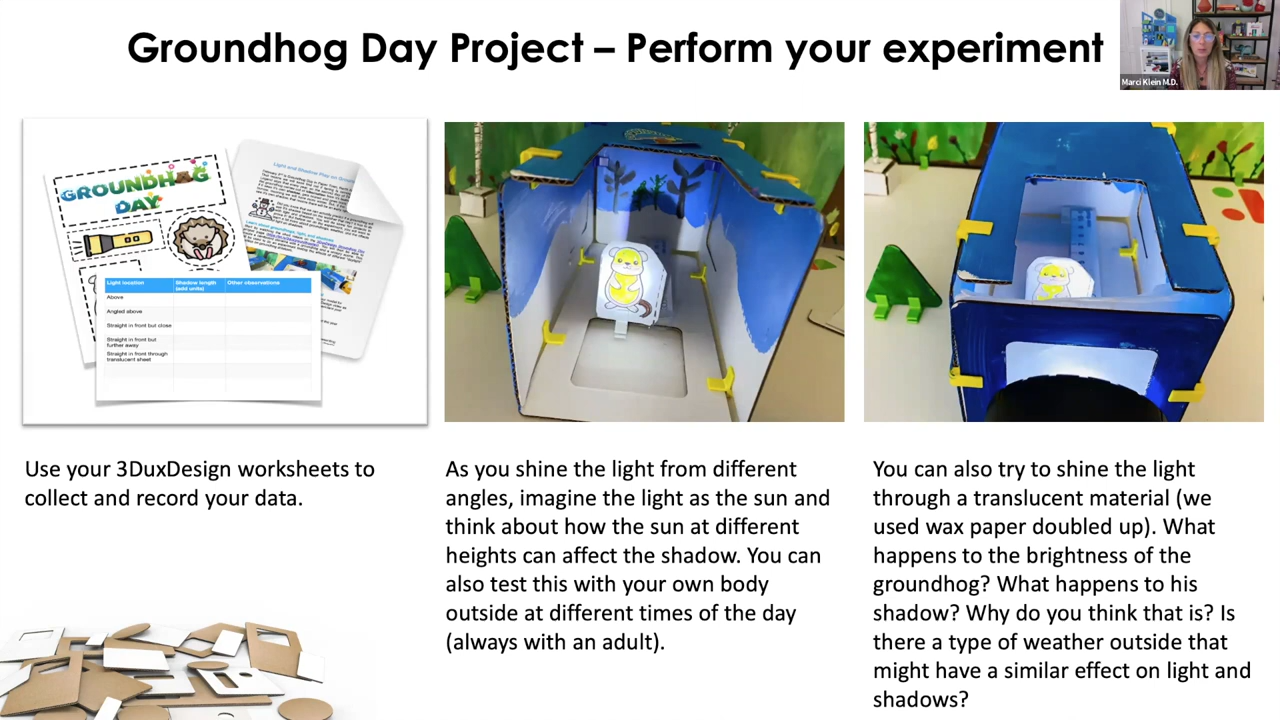 Groundhog Day Project – Perform your experiment
Marci Klein M.D.
GROUNDHOG
DAY
Light and Shadow Play on
Light location Shadow length Other observations
(add units)
Above
Angled above
Straight in front but close
Straight in front but
further away
Straight in front through
translucent sheet
Use your 3DuxDesign worksheets to
collect and record your data.
As you shine the light from different
angles, imagine the light as the sun and
think about how the sun at different
heights can affect the shadow. You can
also test this with your own body
outside at different times of the day
(always with an adult).
You can also try to shine the light
through a translucent material (we
used wax paper doubled up). What
happens to the brightness of the
groundhog? What happens to his
shadow? Why do you think that is? Is
there a type of weather outside that
might have a similar effect on light and
shadows?